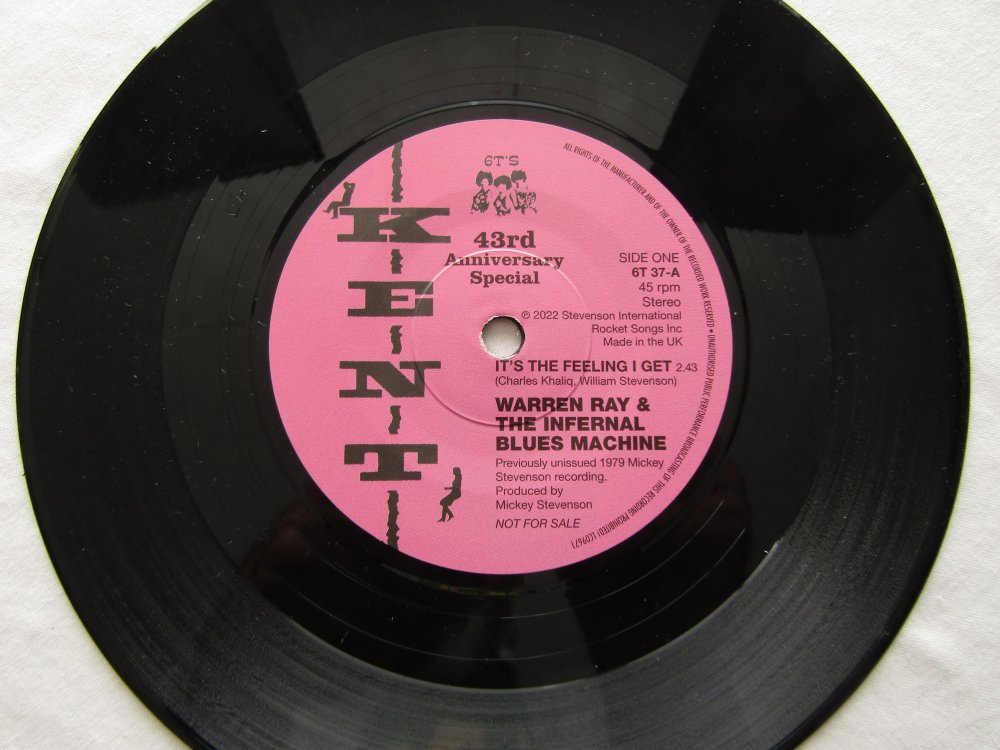 6T'S
KENT
43rd
Anniversary
Special
SIDE ONE
6T 37-A
45 rpm
Stereo
℗ 2022 Stevenson International
Rocket Songs Inc
Made in the UK
IT'S THE FEELING I GET 2.43
(Charles Khaliq, William Stevenson)
WARREN RAY &
THE INFERNAL
BLUES MACHINE
Previously unissued 1979 Mickey
Stevenson recording.
Produced by
Mickey Stevenson
NOT FOR SALE
ALL RIGHTS OF THE MANUFACTURER AND OF THE OWNER OF THE RECORDED WORK RESERVED • UNAUTHORISED PUBLIC PERFORMANCE BROADCASTING OF THIS RECORDING PROHIBITED! LC09671